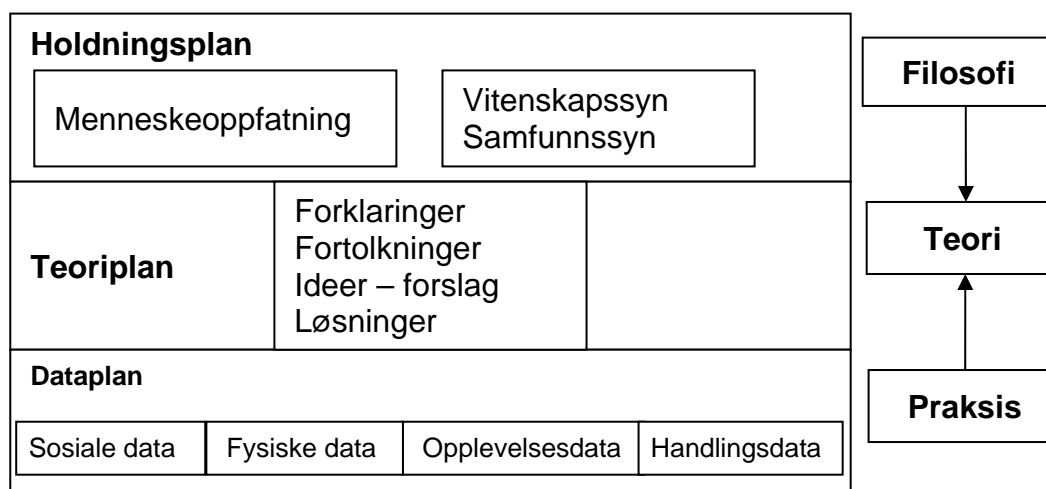 Holdningsplan
Menneskeoppfatning
Vitenskapssyn
Samfunnssyn
Filosofi
Teoriplan
Forklaringer
Fortolkninger
Ideer – forslag
Løsninger
Teori
Dataplan
Sosiale data
Fysiske data
Opplevelsesdata
Handlingsdata
Praksis